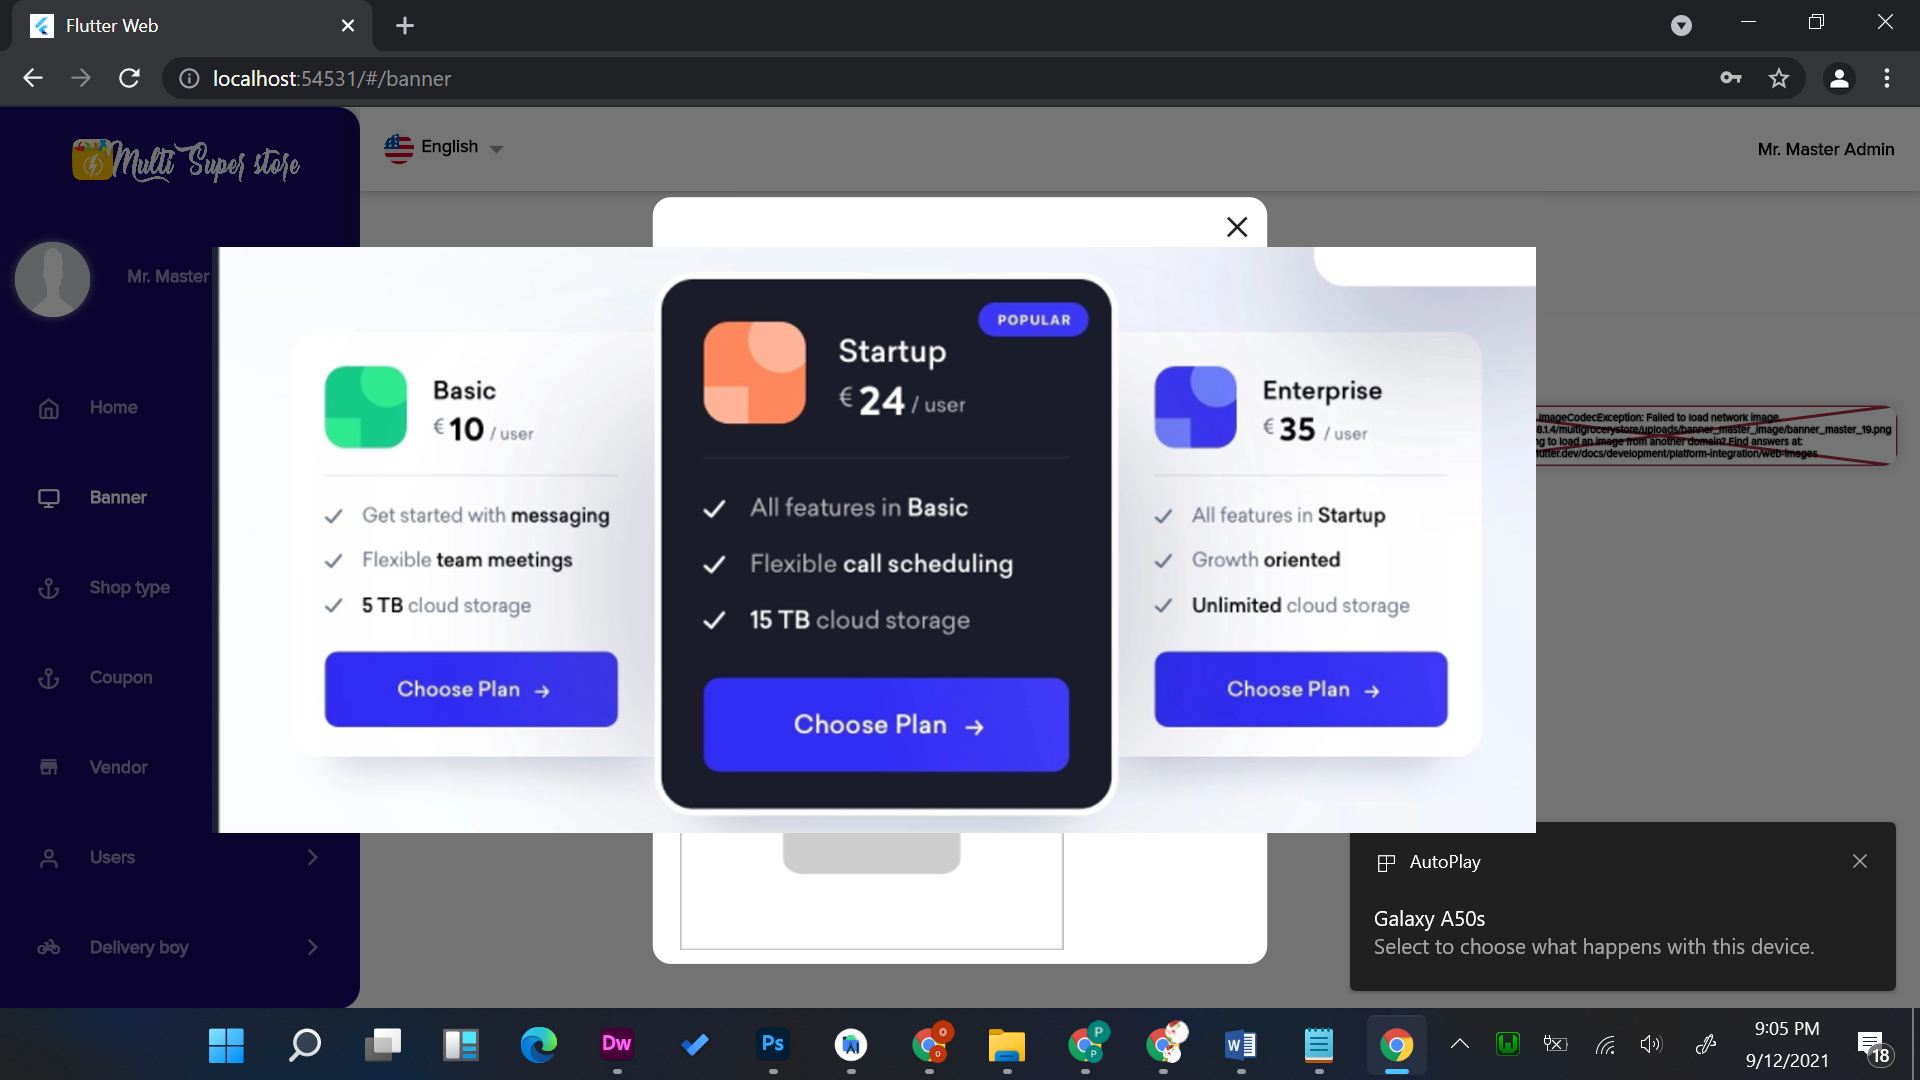 Flutter Web
localhost:54531/#/banner
Multi Super store
English
Mr. Master Admin
Mr. Master
Home
Banner
Shop type
Coupon
Vendor
Users
Delivery boy
Basic
€ 10 / user
Get started with messaging
Flexible team meetings
5 TB cloud storage
Choose Plan →
POPULAR
Startup
€ 24 / user
All features in Basic
Flexible call scheduling
15 TB cloud storage
Choose Plan →
Enterprise
€ 35 / user
All features in Startup
Growth oriented
Unlimited cloud storage
Choose Plan →
ImageCodecException: Failed to load network image.
8.1.4/multigrocerystore/uploads/banner_master_image/banner_master_19.png
g to load an image from another domain? Find answers at:
utter.dev/docs/development/platform-integration/web-images
AutoPlay
Galaxy A50s
Select to choose what happens with this device.
Dw
Ps
9:05 PM
9/12/2021
18